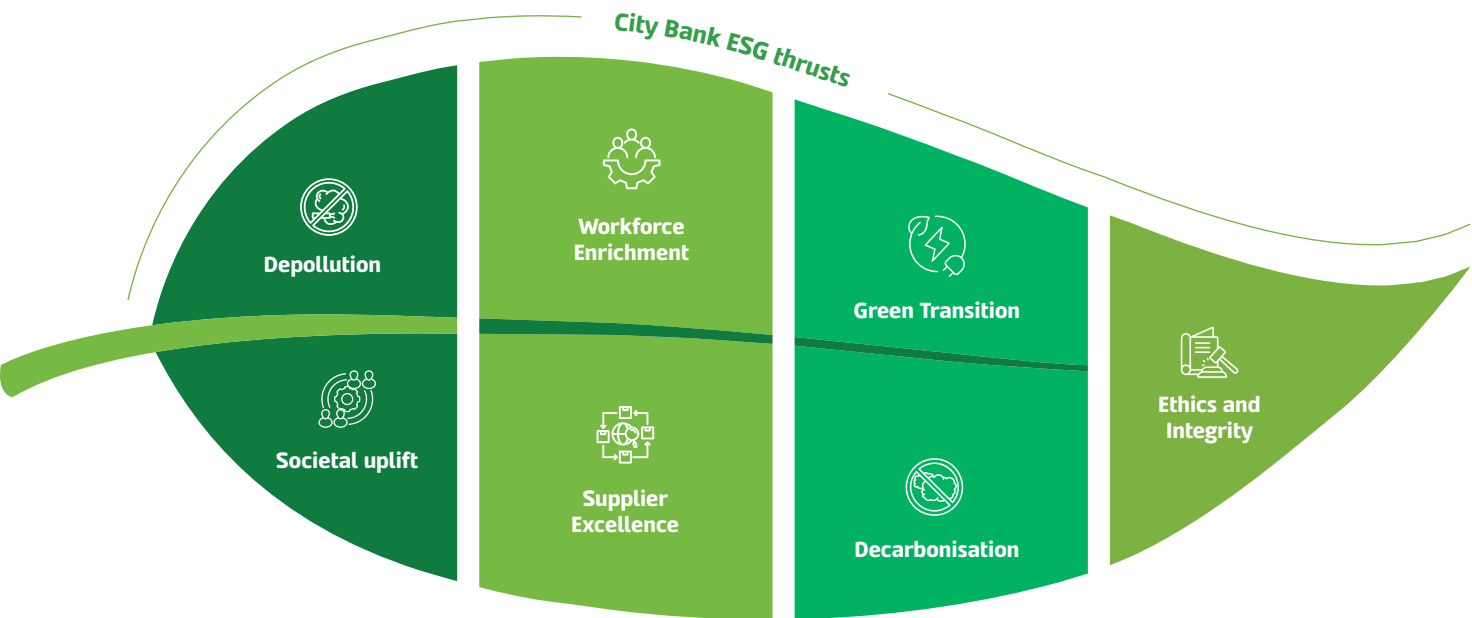 City Bank ESG thrusts
Depollution
Societal uplift
Workforce
Enrichment
Supplier
Excellence
Green Transition
Decarbonisation
Ethics and
Integrity